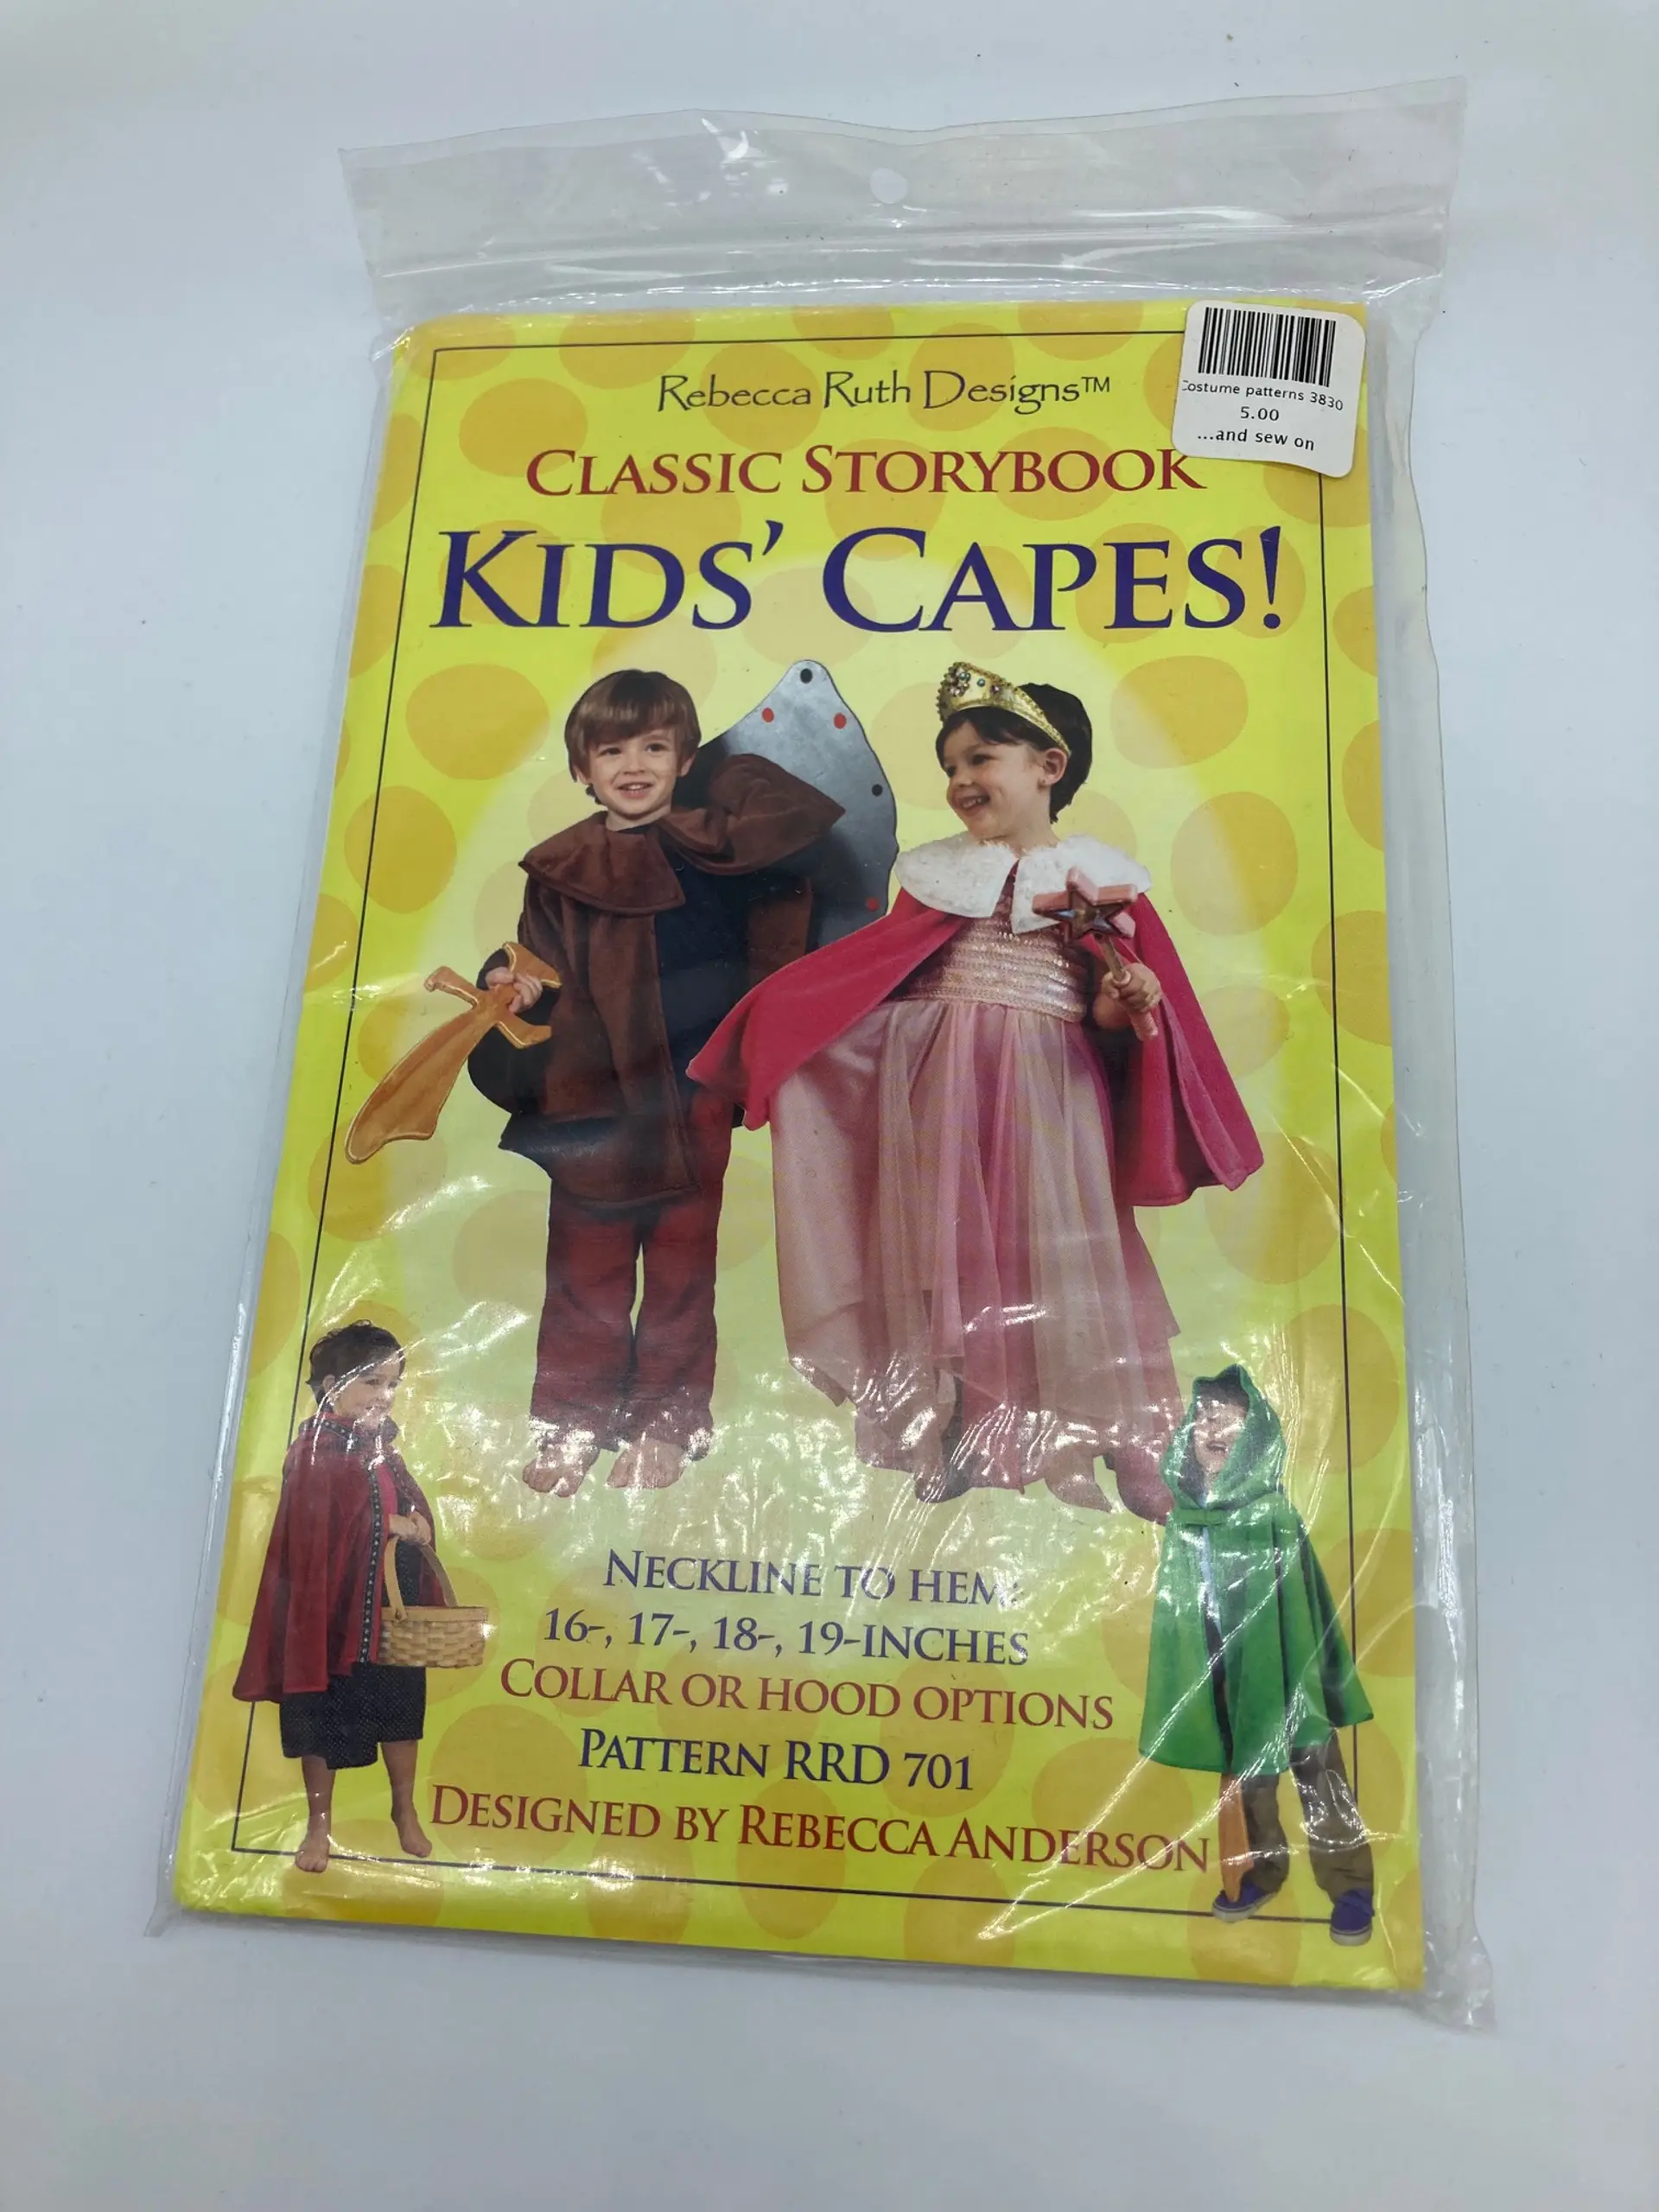 Costume patterns 3830
5.00
...and sew on
Rebecca Ruth Designs™
CLASSIC STORYBOOK
KIDS' CAPES!
NECKLINE TO HEM:
16-, 17-, 18-, 19-INCHES
COLLAR OR HOOD OPTIONS
PATTERN RRD 701
DESIGNED BY REBECCA ANDERSON